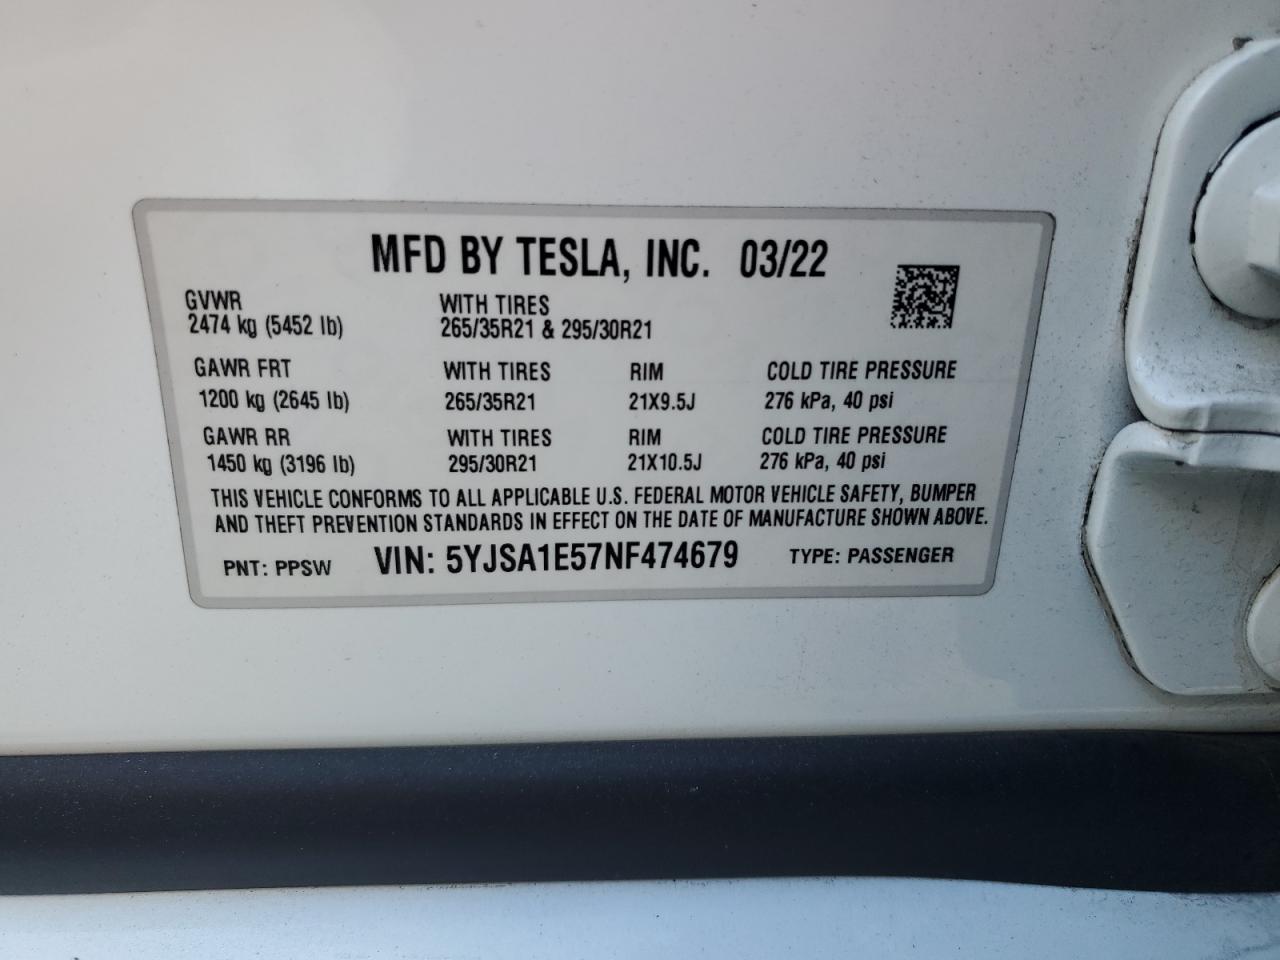 MFD BY TESLA, INC. 03/22
GVWR WITH TIRES
2474 kg (5452 lb) 265/35R21 & 295/30R21
GAWR FRT WITH TIRES RIM COLD TIRE PRESSURE
1200 kg (2645 lb) 265/35R21 21X9.5J 276 kPa, 40 psi
GAWR RR WITH TIRES RIM COLD TIRE PRESSURE
1450 kg (3196 lb) 295/30R21 21X10.5J 276 kPa, 40 psi
THIS VEHICLE CONFORMS TO ALL APPLICABLE U.S. FEDERAL MOTOR VEHICLE SAFETY, BUMPER
AND THEFT PREVENTION STANDARDS IN EFFECT ON THE DATE OF MANUFACTURE SHOWN ABOVE.
PNT: PPSW VIN: 5YJSA1E57NF474679 TYPE: PASSENGER